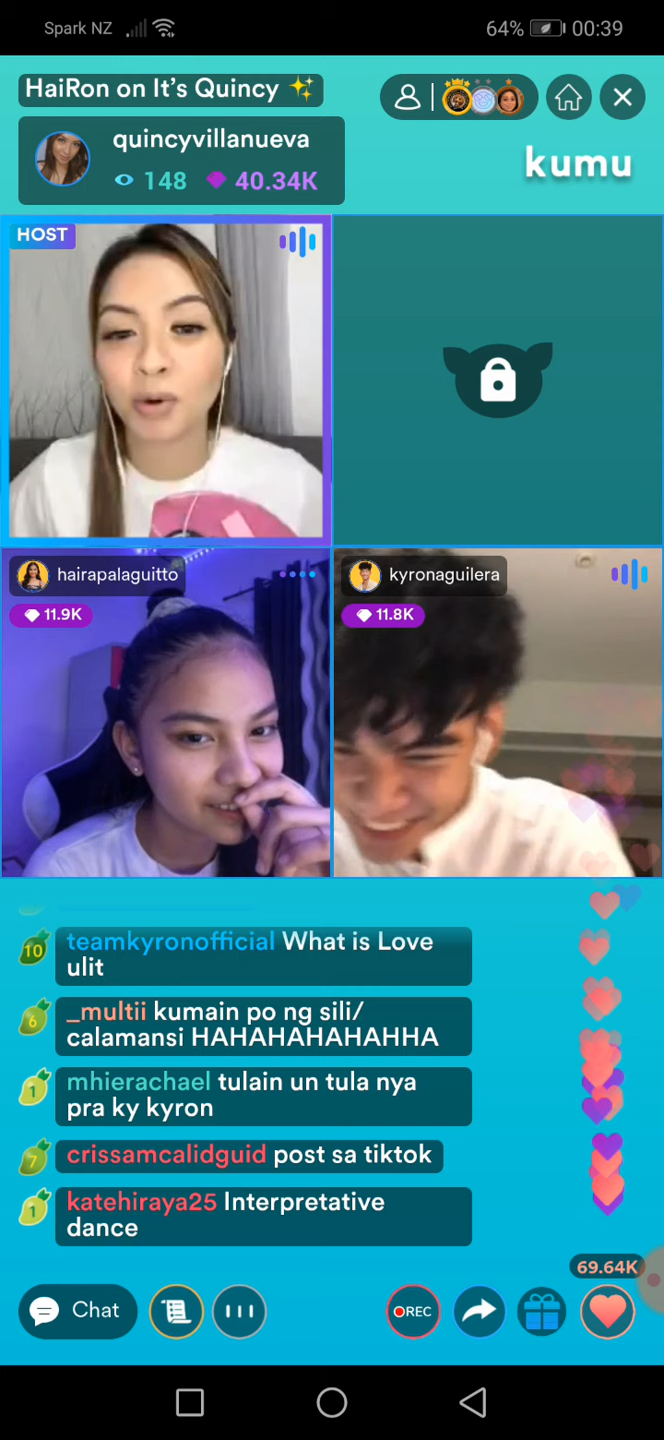 Spark NZ 64% 00:39
HaiRon on It's Quincy ✨
quincyvillanueva
148 40.34K
kumu
HOST
hairapalaguitto
11.9K
kyronaguilera
11.8K
10 teamkyronofficial What is Love
ulit
6 _multii kumain po ng sili/
calamansi HAHAHAHAHAHHA
1 mhierachael tulain un tula nya
pra ky kyron
7 crissamcalidguid post sa tiktok
1 katehiraya25 Interpretative
dance
69.64K
Chat REC